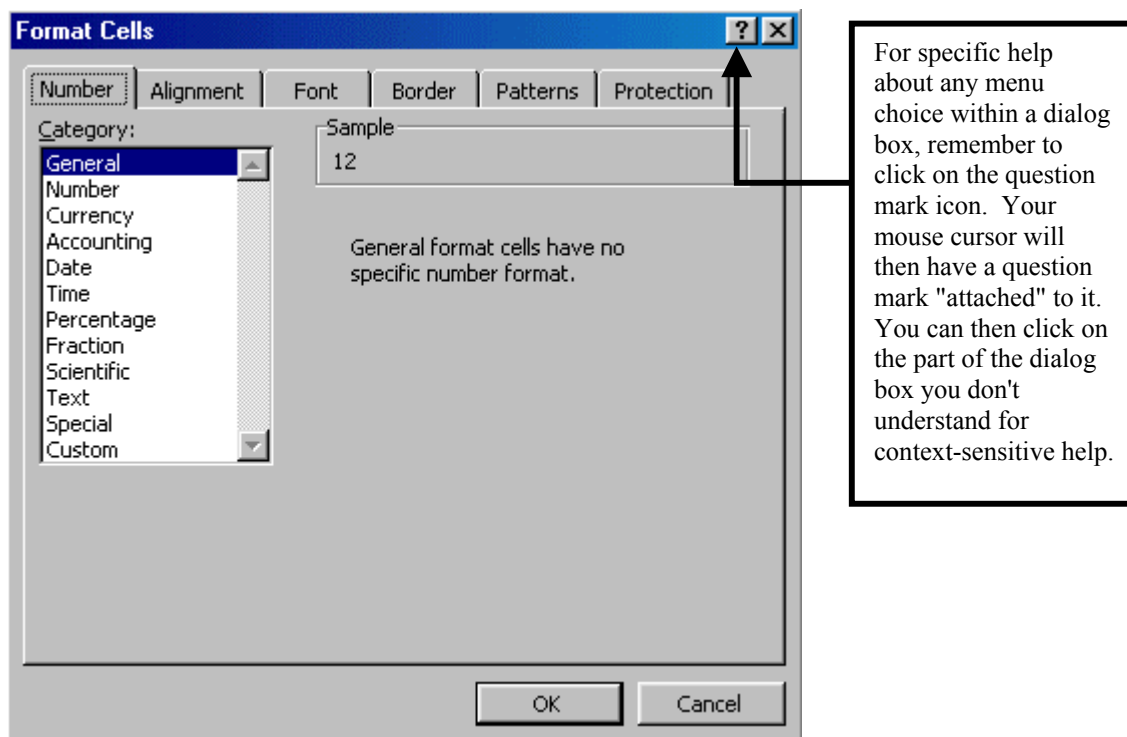 Format Cells
?
Number Alignment Font Border Patterns Protection
Category:
General
Number
Currency
Accounting
Date
Time
Percentage
Fraction
Scientific
Text
Special
Custom
Sample
12
General format cells have no
specific number format.
OK Cancel
For specific help
about any menu
choice within a dialog
box, remember to
click on the question
mark icon.  Your
mouse cursor will
then have a question
mark "attached" to it.
You can then click on
the part of the dialog
box you don't
understand for
context-sensitive help.